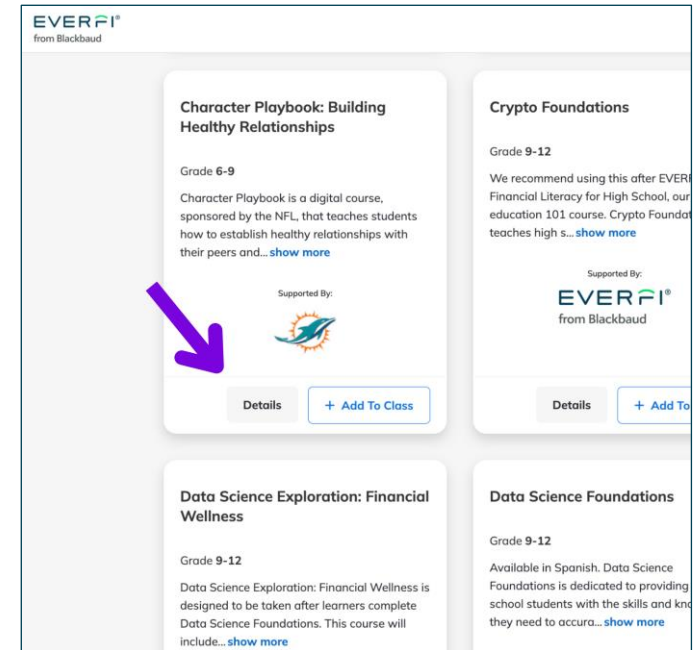 EVERFI®
from Blackbaud
Character Playbook: Building
Healthy Relationships
Grade 6-9
Character Playbook is a digital course,
sponsored by the NFL, that teaches students
how to establish healthy relationships with
their peers and... show more
Supported By:
Details
+ Add To Class
Crypto Foundations
Grade 9-12
We recommend using this after EVERF
Financial Literacy for High School, our
education 101 course. Crypto Foundat
teaches high s... show more
Supported By:
EVERFI®
from Blackbaud
Details
+ Add To
Data Science Exploration: Financial
Wellness
Grade 9-12
Data Science Exploration: Financial Wellness is
designed to be taken after learners complete
Data Science Foundations. This course will
include... show more
Data Science Foundations
Grade 9-12
Available in Spanish. Data Science
Foundations is dedicated to providing
school students with the skills and kno
they need to accura... show more